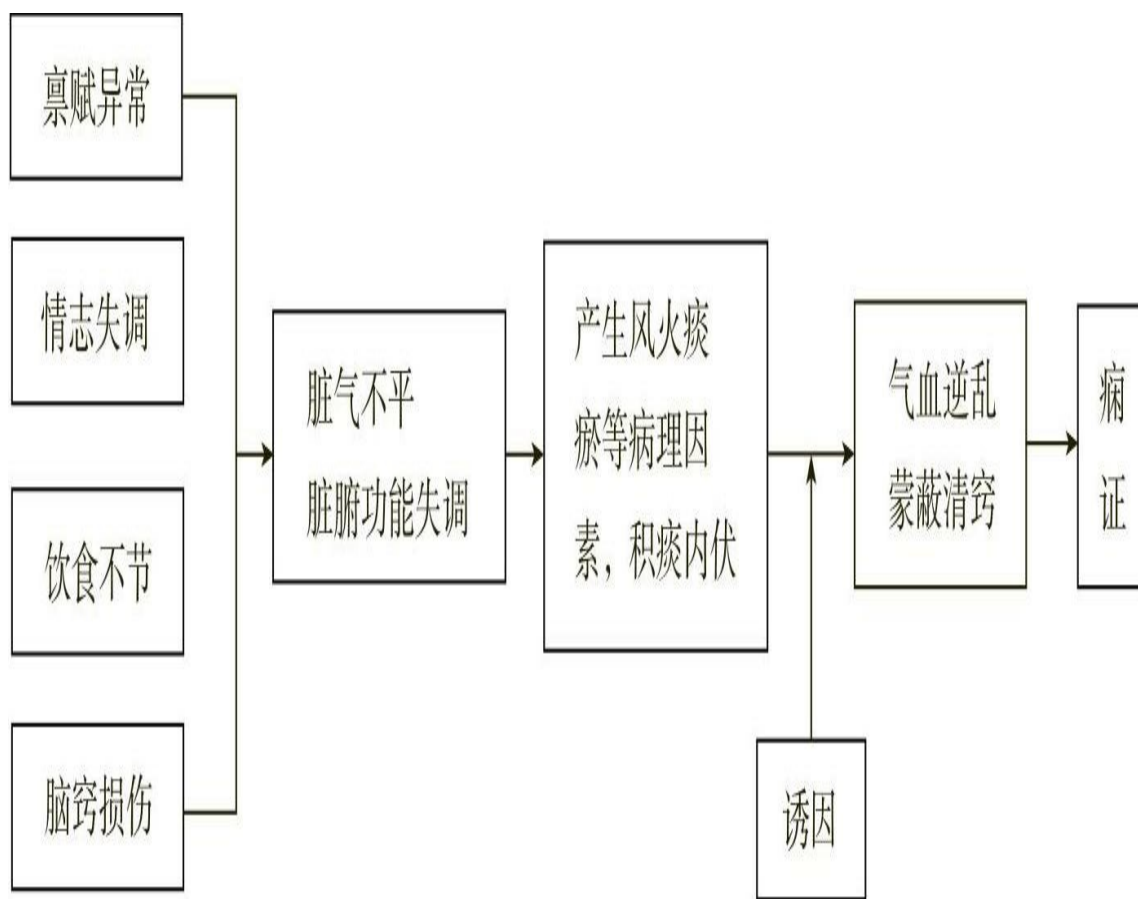 禀赋异常
情志失调
饮食不节
脑窍损伤
脏气不平
脏腑功能失调
产生风火痰
瘀等病理因
素，积痰内伏
诱因
气血逆乱
蒙蔽清窍
痫
证